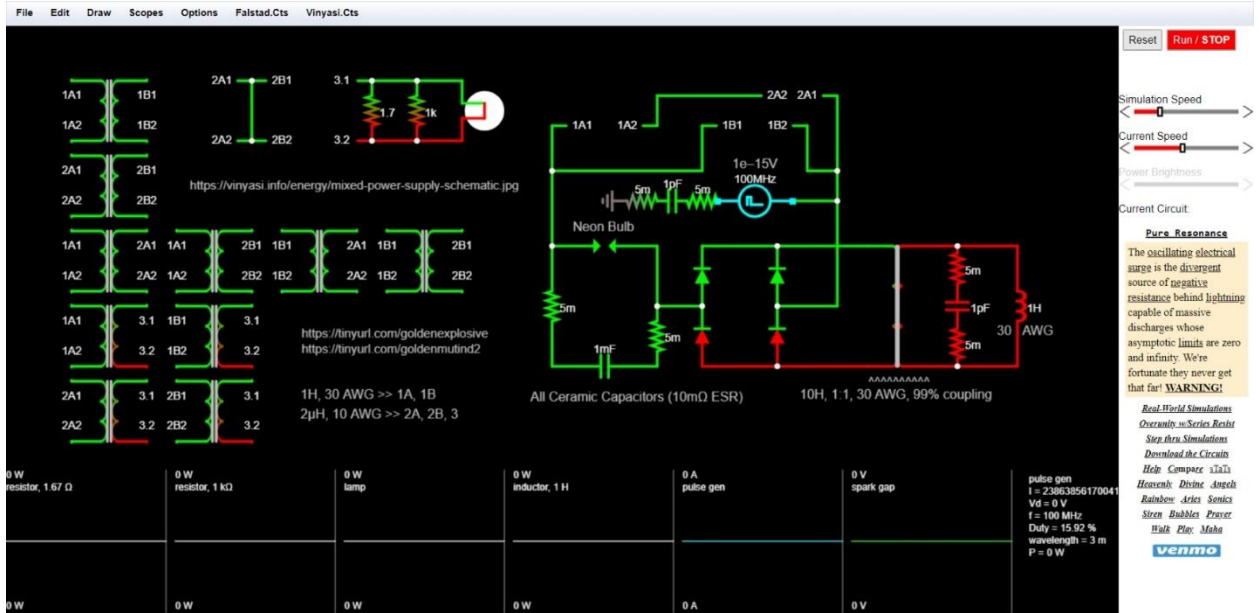 File Edit Draw Scopes Options Falstad.Cts Vinyasi.Cts
Reset Run / STOP
Simulation Speed
Current Speed
Power Brightness
Current Circuit:
Pure Resonance
The oscillating electrical
surge is the divergent
source of negative
resistance behind lightning
capable of massive
discharges whose
asymptotic limits are zero
and infinity. We're
fortunate they never get
that far! WARNING!
Real-World Simulations
Overunity w/Series Resist
Step thru Simulations
Download the Circuits
Help Compare sTaTs
Heavenly Divine Angels
Rainbow Aries Sonics
Siren Bubbles Prayer
Walk Play Maha
venmo
1A1 1B1
1A2 1B2
2A1 2B1
2A2 2B2
2A1 2B1
2A2 2B2
3.1
1.7 1k
3.2
https://vinyasi.info/energy/mixed-power-supply-schematic.jpg
1A1 2A1 1A1 2B1 1B1 2A1 1B1 2B1
1A2 2A2 1A2 2B2 1B2 2A2 1B2 2B2
1A1 3.1 1B1 3.1
1A2 3.2 1B2 3.2
2A1 3.1 2B1 3.1
2A2 3.2 2B2 3.2
https://tinyurl.com/goldenexplosive
https://tinyurl.com/goldenmutind2
1H, 30 AWG >> 1A, 1B
2µH, 10 AWG >> 2A, 2B, 3
2A2 2A1
1A1 1A2 1B1 1B2
1e-15V
100MHz
5m 1pF 5m
Neon Bulb
5m
5m
1mF
5m
1pF 1H
30 AWG
5m
^^^^^^^^^^
All Ceramic Capacitors (10mΩ ESR)
10H, 1:1, 30 AWG, 99% coupling
0 W 0 W 0 W 0 W 0 A 0 V
resistor, 1.67 Ω resistor, 1 kΩ lamp inductor, 1 H pulse gen spark gap
pulse gen
I = 23863856170041
Vd = 0 V
f = 100 MHz
Duty = 15.92 %
wavelength = 3 m
P = 0 W
0 W 0 W 0 W 0 W 0 A 0 V